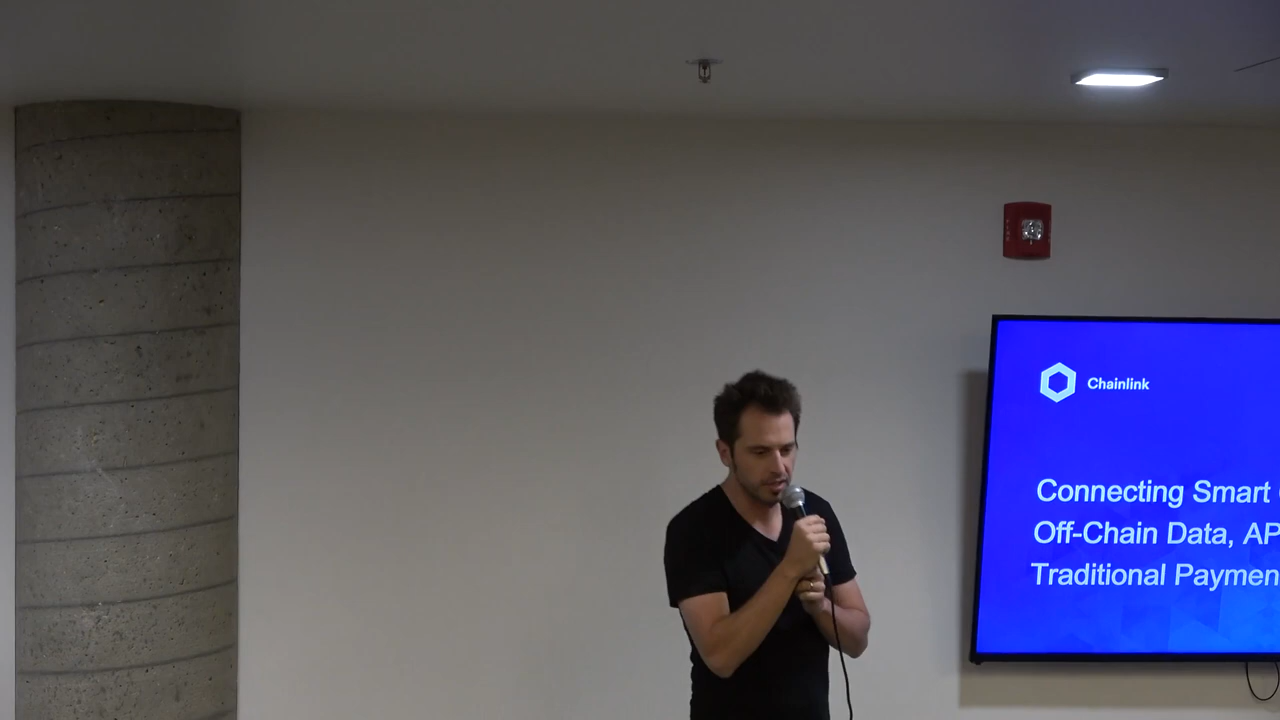 Chainlink
Connecting Smart
Off-Chain Data, AP
Traditional Paymen